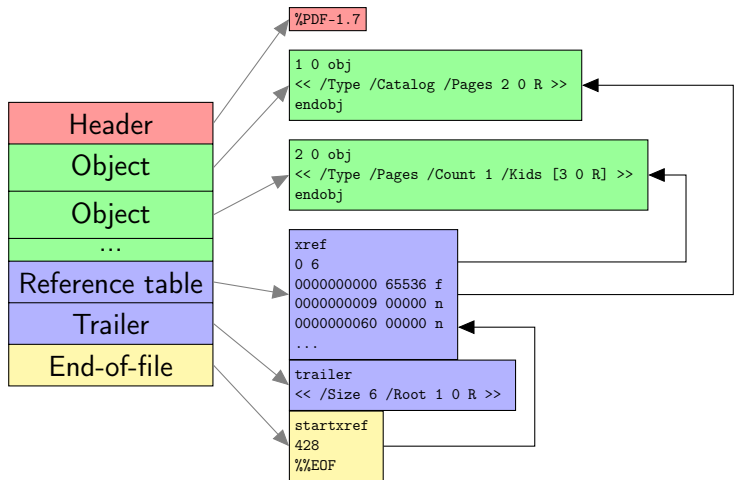 %PDF-1.7
1 0 obj
<< /Type /Catalog /Pages 2 0 R >>
endobj
2 0 obj
<< /Type /Pages /Count 1 /Kids [3 0 R] >>
endobj
xref
0 6
0000000000 65536 f
0000000009 00000 n
0000000060 00000 n
...
trailer
<< /Size 6 /Root 1 0 R >>
startxref
428
%%EOF
Header
Object
Object
...
Reference table
Trailer
End-of-file